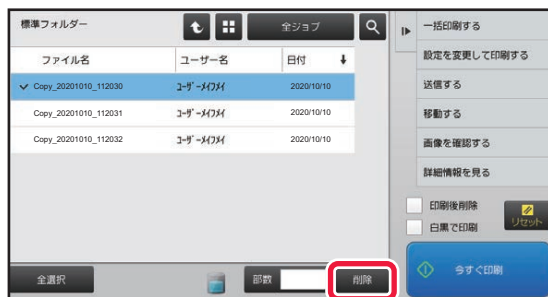 標準フォルダー
全ジョブ
ファイル名 ユーザー名 日付
Copy_20201010_112030 ユーザーメイフメイ 2020/10/10
Copy_20201010_112031 ユーザーメイフメイ 2020/10/10
Copy_20201010_112032 ユーザーメイフメイ 2020/10/10
全選択
部数
削除
一括印刷する
設定を変更して印刷する
送信する
移動する
画像を確認する
詳細情報を見る
印刷後削除
白黒で印刷
リセット
今すぐ印刷